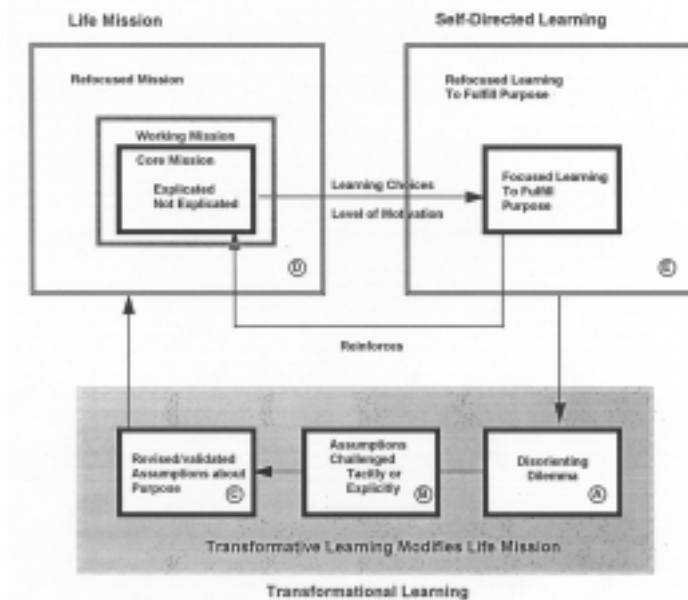 Life Mission
Self-Directed Learning
Refocused Mission
Refocused Learning
To Fulfill Purpose
Working Mission
Core Mission
Explicated
Not Explicated
Learning Choices
Level of Motivation
Focused Learning
To Fulfill
Purpose
D
E
Reinforces
Revised/validated
Assumptions about
Purpose
C
Assumptions
Challenged
Tacitly or
Explicitly
B
Disorienting
Dilemma
A
Transformative Learning Modifies Life Mission
Transformational Learning